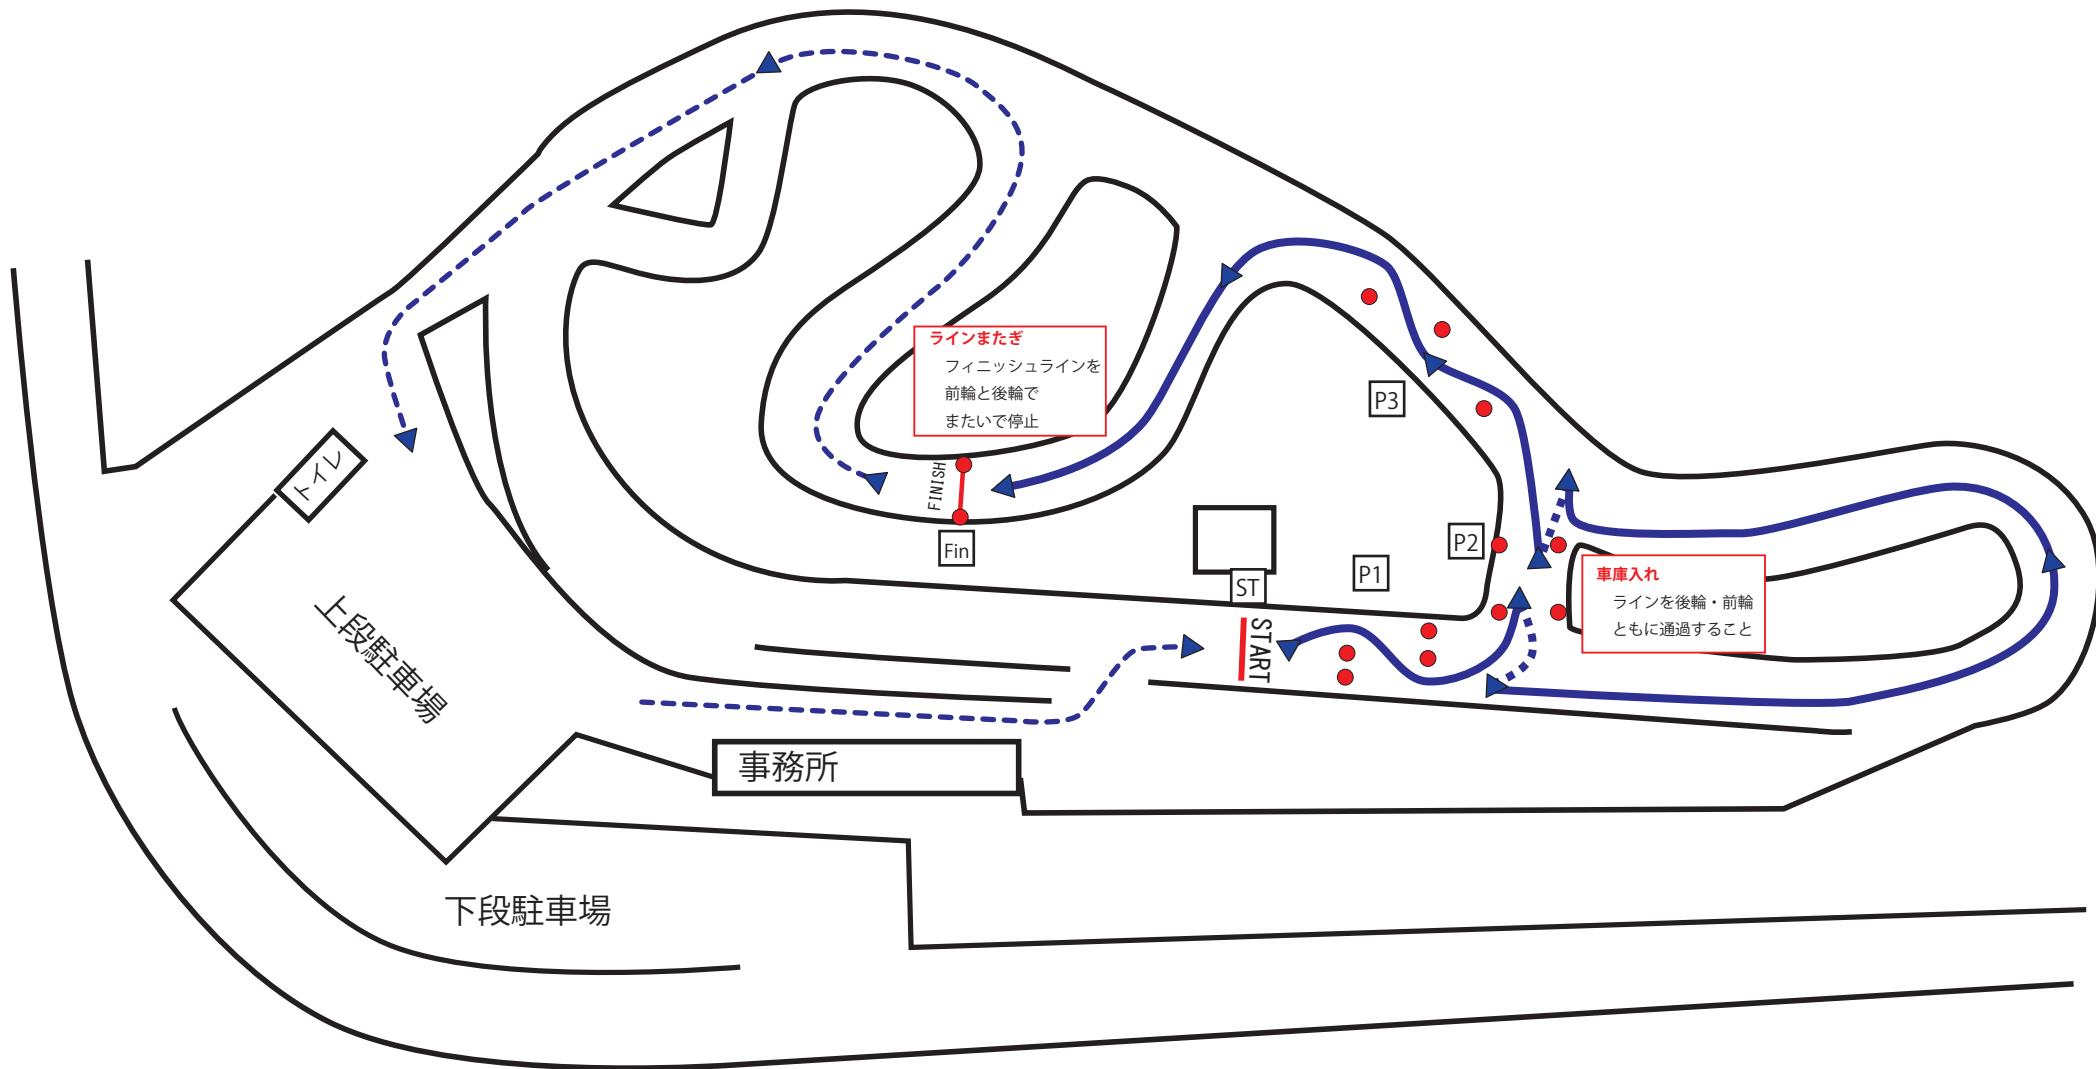 ラインまたぎ
フィニッシュラインを
前輪と後輪で
またいで停止
P3
トイレ
FINISH
Fin
P2
P1
ST
車庫入れ
ラインを後輪・前輪
ともに通過すること
START
上段駐車場
事務所
下段駐車場